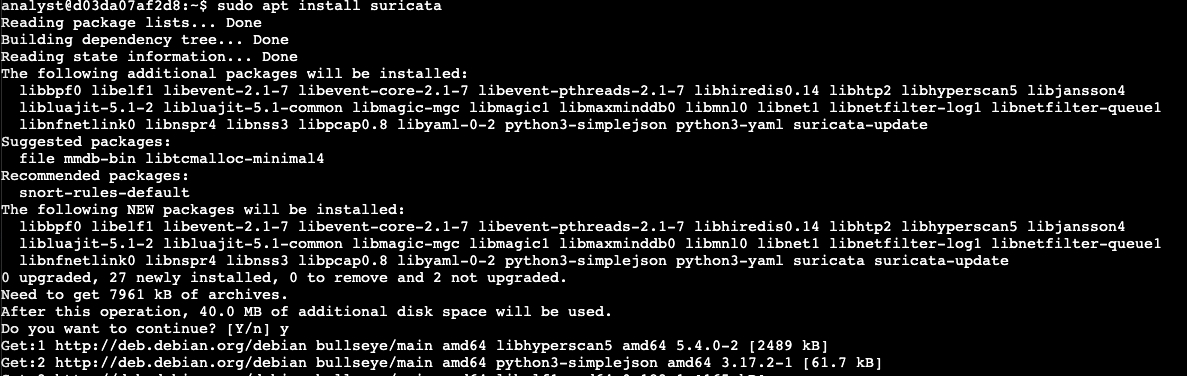 analyst@d03da07af2d8:~$ sudo apt install suricata
Reading package lists... Done
Building dependency tree... Done
Reading state information... Done
The following additional packages will be installed:
  libbpf0 libelf1 libevent-2.1-7 libevent-core-2.1-7 libevent-pthreads-2.1-7 libhiredis0.14 libhtp2 libhyperscan5 libjansson4
  libluajit-5.1-2 libluajit-5.1-common libmagic-mgc libmagic1 libmaxminddb0 libmnl0 libnet1 libnetfilter-log1 libnetfilter-queue1
  libnfnetlink0 libnspr4 libnss3 libpcap0.8 libyaml-0-2 python3-simplejson python3-yaml suricata-update
Suggested packages:
  file mmdb-bin libtcmalloc-minimal4
Recommended packages:
  snort-rules-default
The following NEW packages will be installed:
  libbpf0 libelf1 libevent-2.1-7 libevent-core-2.1-7 libevent-pthreads-2.1-7 libhiredis0.14 libhtp2 libhyperscan5 libjansson4
  libluajit-5.1-2 libluajit-5.1-common libmagic-mgc libmagic1 libmaxminddb0 libmnl0 libnet1 libnetfilter-log1 libnetfilter-queue1
  libnfnetlink0 libnspr4 libnss3 libpcap0.8 libyaml-0-2 python3-simplejson python3-yaml suricata suricata-update
0 upgraded, 27 newly installed, 0 to remove and 2 not upgraded.
Need to get 7961 kB of archives.
After this operation, 40.0 MB of additional disk space will be used.
Do you want to continue? [Y/n] y
Get:1 http://deb.debian.org/debian bullseye/main amd64 libhyperscan5 amd64 5.4.0-2 [2489 kB]
Get:2 http://deb.debian.org/debian bullseye/main amd64 python3-simplejson amd64 3.17.2-1 [61.7 kB]